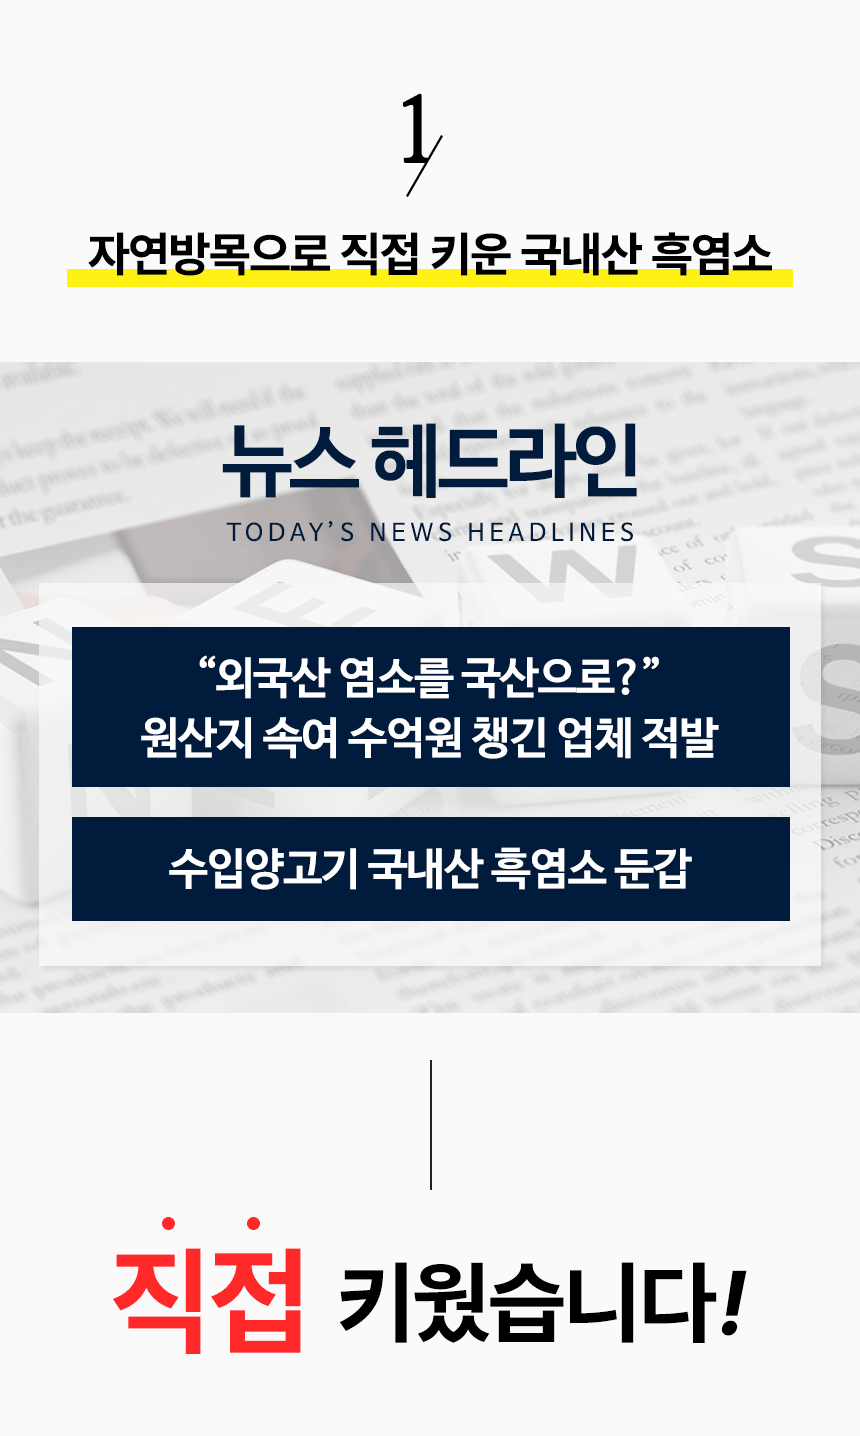 1
자연방목으로 직접 키운 국내산 흑염소
뉴스 헤드라인
TODAY’S NEWS HEADLINES
“외국산 염소를 국산으로?”
원산지 속여 수억원 챙긴 업체 적발
수입양고기 국내산 흑염소 둔갑
직접 키웠습니다!